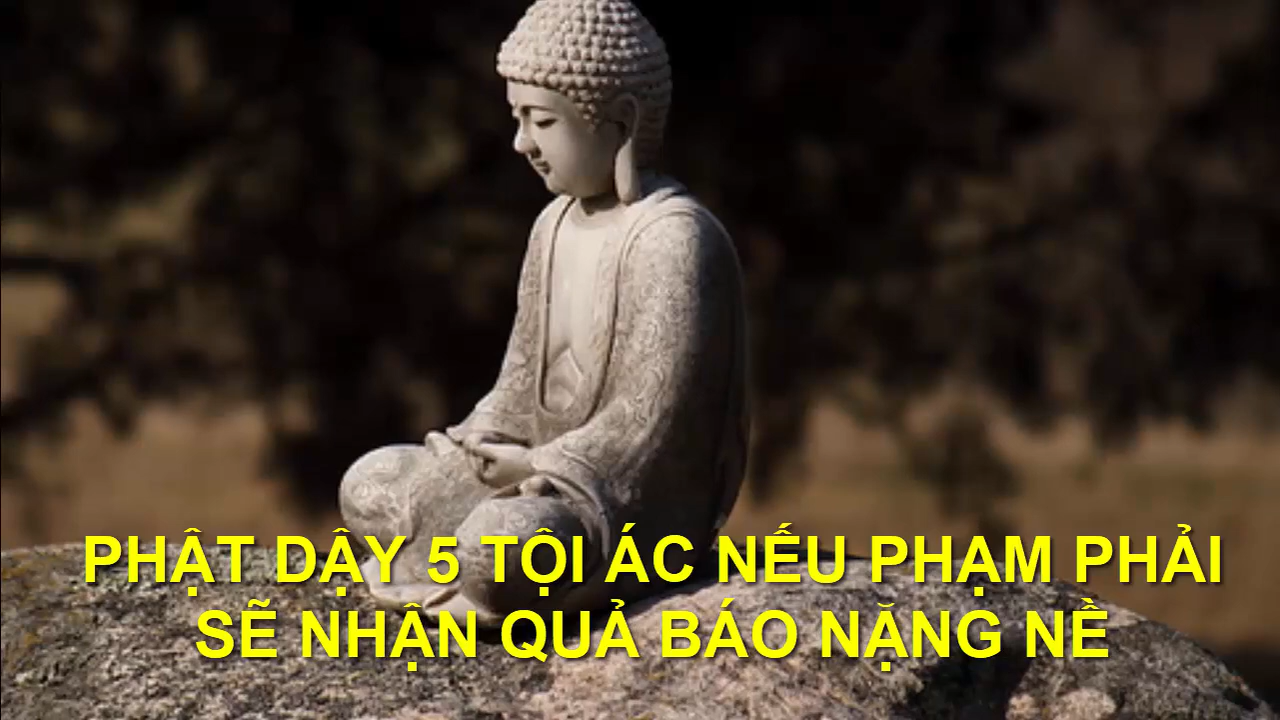 PHẬT DẬY 5 TỘI ÁC NẾU PHẠM PHẢI
SẼ NHẬN QUẢ BÁO NẶNG NỀ